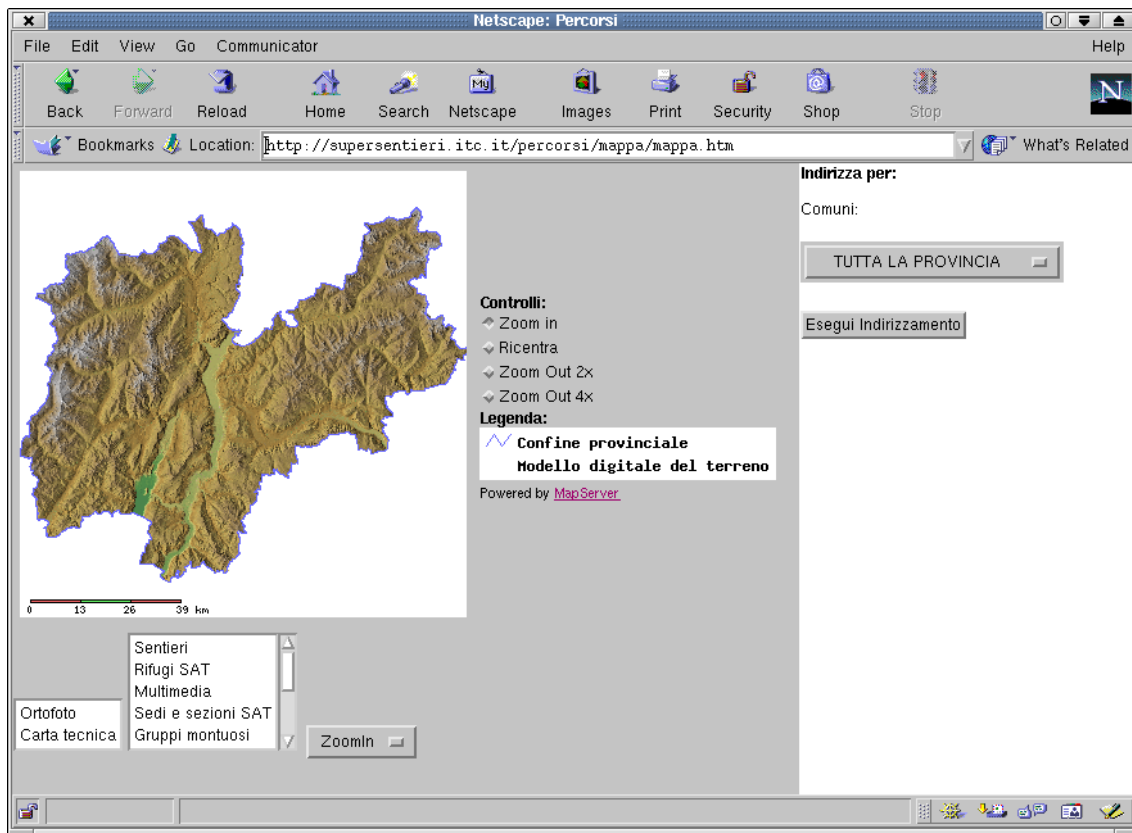 Netscape: Percorsi
File Edit View Go Communicator Help
Back Forward Reload Home Search Netscape Images Print Security Shop Stop
My
N
Bookmarks Location: http://supersentieri.itc.it/percorsi/mappa/mappa.htm What's Related
Indirizza per:
Comuni:
TUTTA LA PROVINCIA
Esegui Indirizzamento
Controlli:
Zoom in
Ricentra
Zoom Out 2x
Zoom Out 4x
Legenda:
Confine provinciale
Modello digitale del terreno
Powered by MapServer
0 13 26 39 km
Ortofoto
Carta tecnica
Sentieri
Rifugi SAT
Multimedia
Sedi e sezioni SAT
Gruppi montuosi
ZoomIn